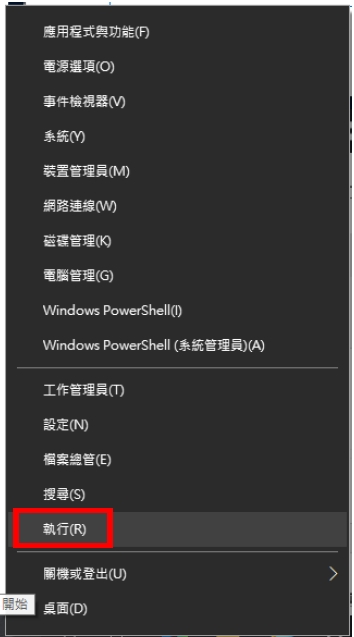 應用程式與功能(F)
電源選項(O)
事件檢視器(V)
系統(Y)
裝置管理員(M)
網路連線(W)
磁碟管理(K)
電腦管理(G)
Windows PowerShell(I)
Windows PowerShell (系統管理員)(A)
工作管理員(T)
設定(N)
檔案總管(E)
搜尋(S)
執行(R)
關機或登出(U)
開始
桌面(D)